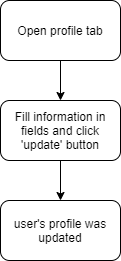 Open profile tab
Fill information in
fields and click
'update' button
user's profile was
updated